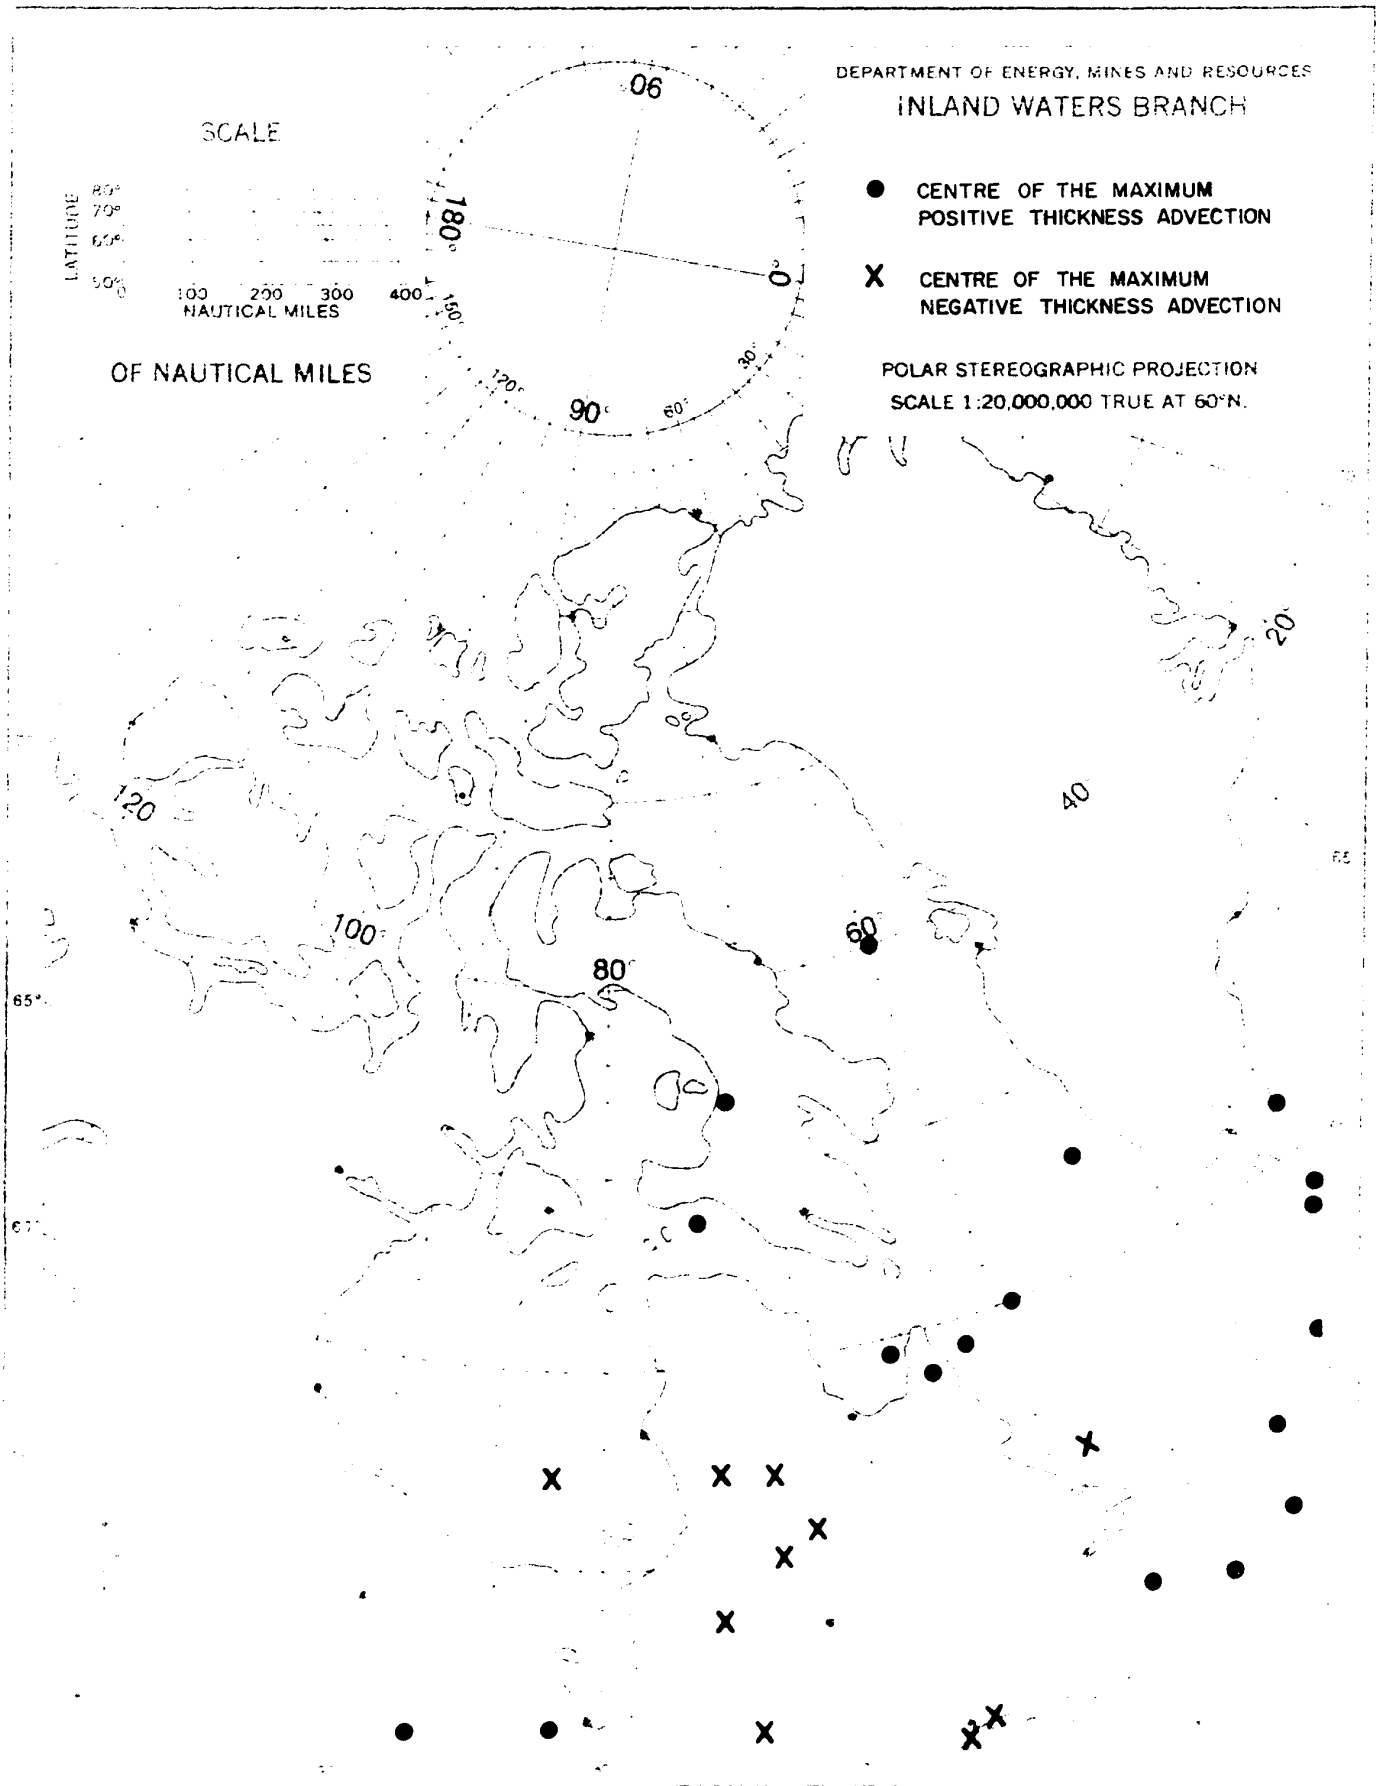 DEPARTMENT OF ENERGY, MINES AND RESOURCES
INLAND WATERS BRANCH
SCALE
LATITUDE
80°
70°
60°
50°
0 100 200 300 400
NAUTICAL MILES
OF NAUTICAL MILES
90°
180°
0°
150°
120°
90°
60°
30°
● CENTRE OF THE MAXIMUM
POSITIVE THICKNESS ADVECTION
X CENTRE OF THE MAXIMUM
NEGATIVE THICKNESS ADVECTION
POLAR STEREOGRAPHIC PROJECTION
SCALE 1:20,000,000 TRUE AT 60°N.
20°
120
40
65
100°
60°
80°
65°